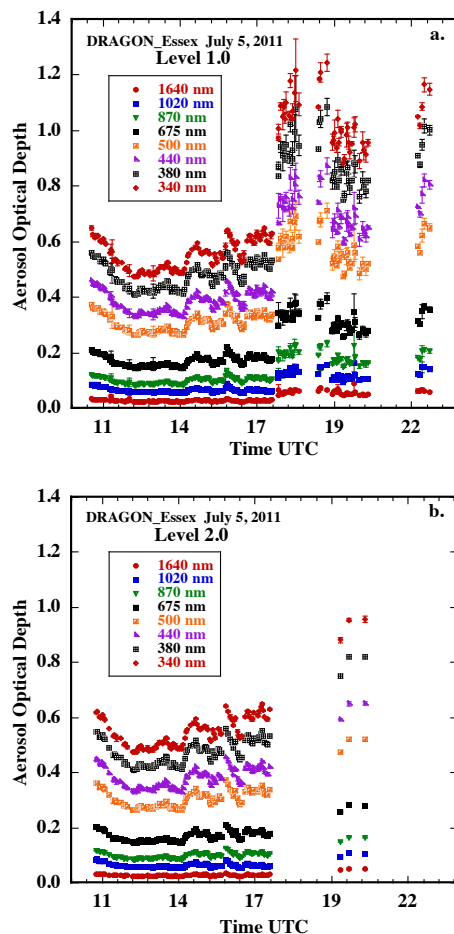 a.
DRAGON_Essex July 5, 2011
Level 1.0
1640 nm
1020 nm
870 nm
675 nm
500 nm
440 nm
380 nm
340 nm
Aerosol Optical Depth
1.4
1.2
1.0
0.8
0.6
0.4
0.2
0.0
11 14 17 19 22
Time UTC
b.
DRAGON_Essex July 5, 2011
Level 2.0
1640 nm
1020 nm
870 nm
675 nm
500 nm
440 nm
380 nm
340 nm
Aerosol Optical Depth
1.4
1.2
1.0
0.8
0.6
0.4
0.2
0.0
11 14 17 19 22
Time UTC